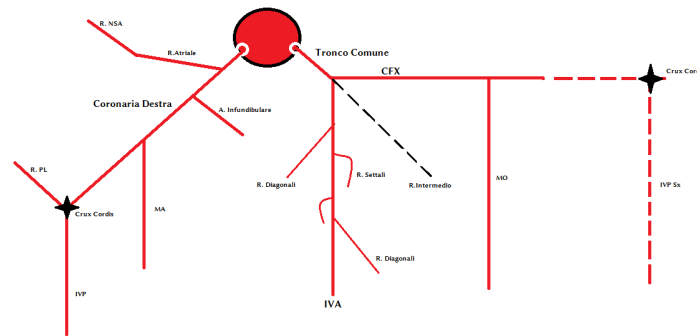 R. NSA
R.Atriale
Tronco Comune
CFX
Crux Cor
Coronaria Destra
A. Infundibulare
R. PL
R. Settali
R. Diagonali
R.Intermedio
MO
IVP Sx
Crux Cordis
MA
R. Diagonali
IVP
IVA